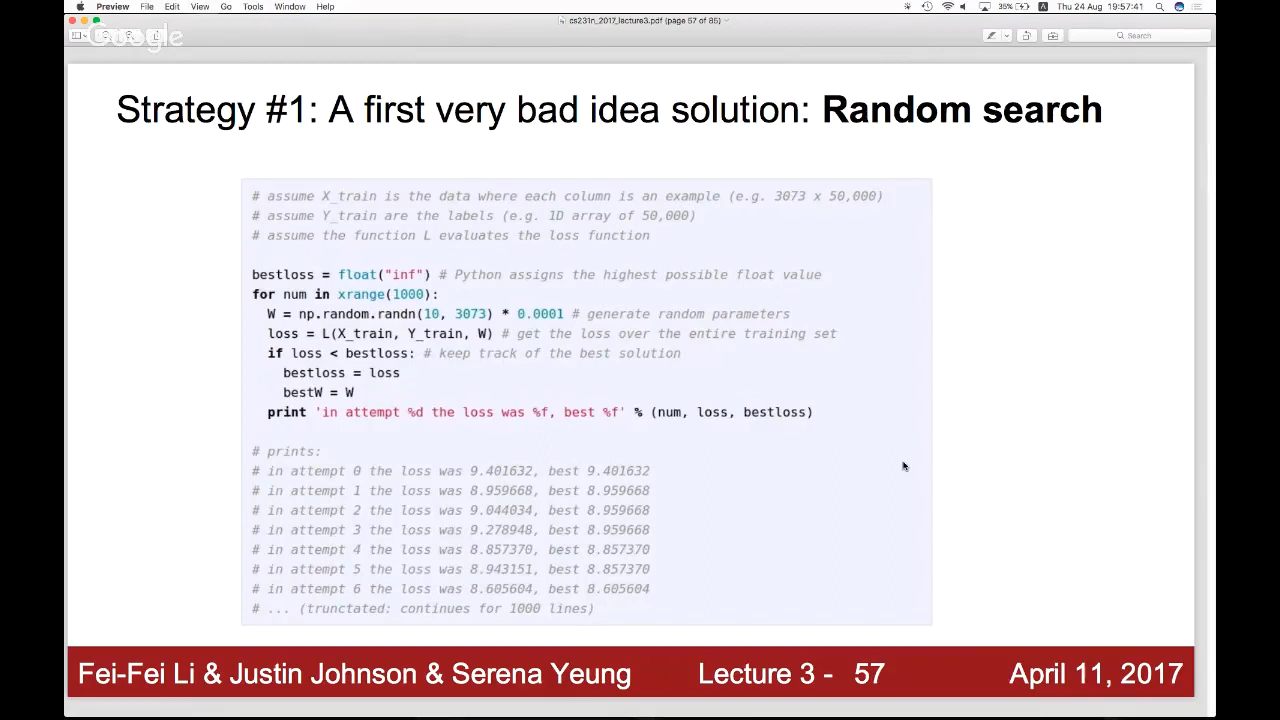 Preview File Edit View Go Tools Window Help
35% A Thu 24 Aug 19:57:41
cs231n_2017_lecture3.pdf (page 57 of 85)
Google
Search
Strategy #1: A first very bad idea solution: Random search
# assume X_train is the data where each column is an example (e.g. 3073 x 50,000)
# assume Y_train are the labels (e.g. 1D array of 50,000)
# assume the function L evaluates the loss function
bestloss = float("inf") # Python assigns the highest possible float value
for num in xrange(1000):
W = np.random.randn(10, 3073) * 0.0001 # generate random parameters
loss = L(X_train, Y_train, W) # get the loss over the entire training set
if loss < bestloss: # keep track of the best solution
bestloss = loss
bestW = W
print 'in attempt %d the loss was %f, best %f' % (num, loss, bestloss)
# prints:
# in attempt 0 the loss was 9.401632, best 9.401632
# in attempt 1 the loss was 8.959668, best 8.959668
# in attempt 2 the loss was 9.044034, best 8.959668
# in attempt 3 the loss was 9.278948, best 8.959668
# in attempt 4 the loss was 8.857370, best 8.857370
# in attempt 5 the loss was 8.943151, best 8.857370
# in attempt 6 the loss was 8.605604, best 8.605604
# ... (trunctated: continues for 1000 lines)
Fei-Fei Li & Justin Johnson & Serena Yeung Lecture 3 - 57 April 11, 2017